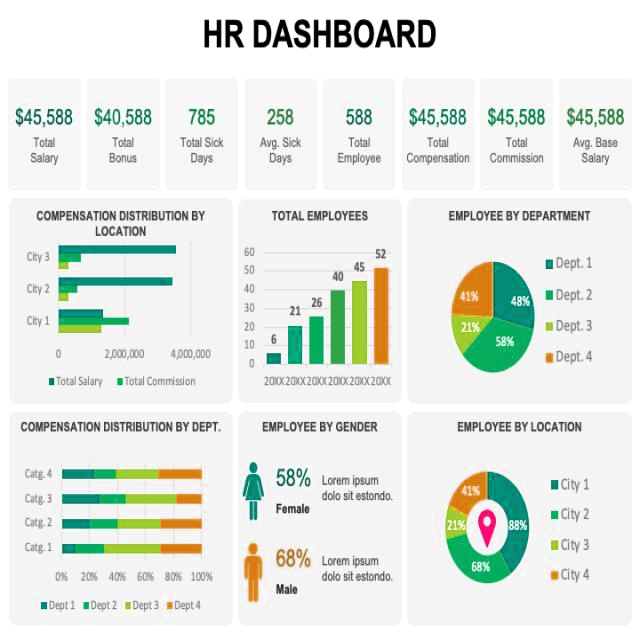 HR DASHBOARD
$45,588
Total
Salary
$40,588
Total
Bonus
785
Total Sick
Days
258
Avg. Sick
Days
588
Total
Employee
$45,588
Total
Compensation
$45,588
Total
Commission
$45,588
Avg. Base
Salary
COMPENSATION DISTRIBUTION BY
LOCATION
City 3
City 2
City 1
0 2,000,000 4,000,000
Total Salary Total Commission
TOTAL EMPLOYEES
60
50
40
30
20
10
0
6
21
26
40
45
52
20XX 20XX 20XX 20XX 20XX 20XX
EMPLOYEE BY DEPARTMENT
41%
48%
21%
58%
Dept. 1
Dept. 2
Dept. 3
Dept. 4
COMPENSATION DISTRIBUTION BY DEPT.
Catg. 4
Catg. 3
Catg. 2
Catg. 1
0% 20% 40% 60% 80% 100%
Dept 1 Dept 2 Dept 3 Dept 4
EMPLOYEE BY GENDER
58%
Female
Lorem ipsum
dolo sit estondo.
68%
Male
Lorem ipsum
dolo sit estondo.
EMPLOYEE BY LOCATION
41%
21%
88%
68%
City 1
City 2
City 3
City 4